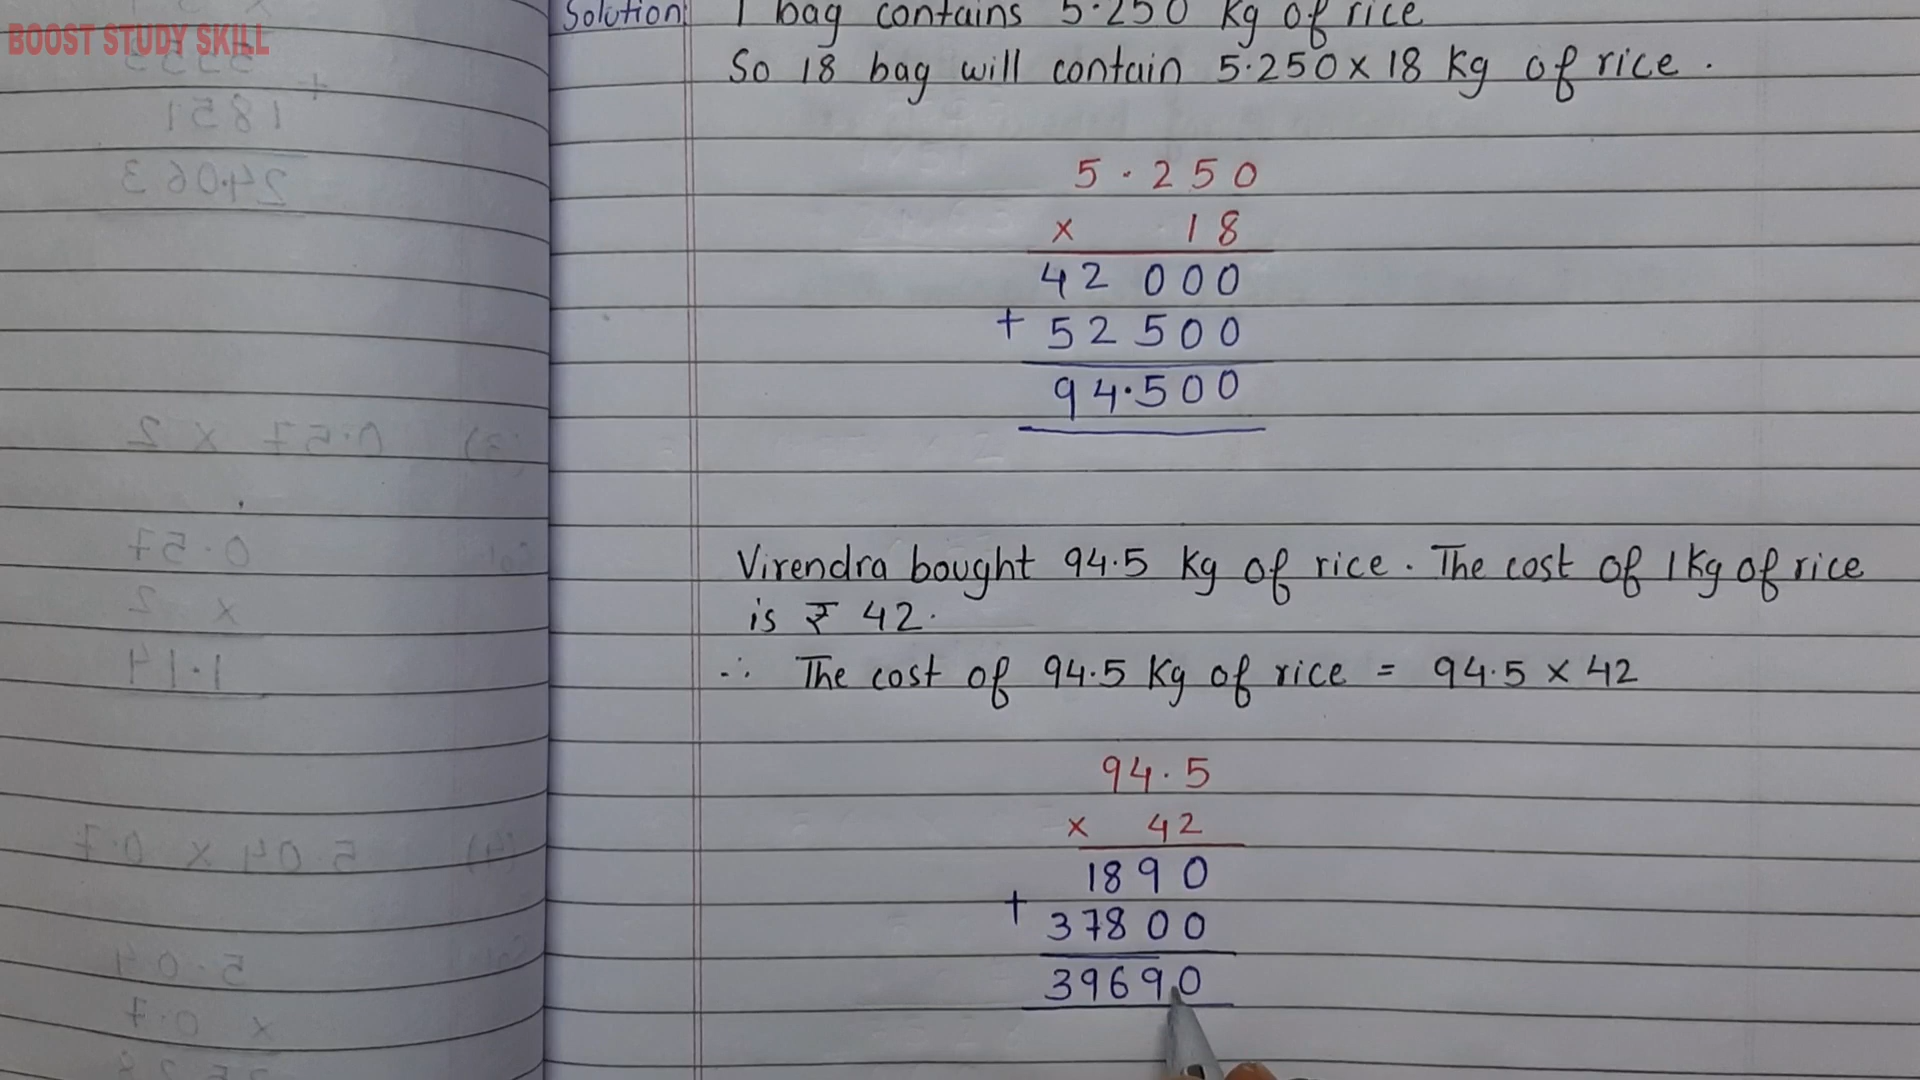 BOOST STUDY SKILL
Solution: 1 bag contains 5.250 Kg of rice
So 18 bag will contain 5.250 x 18 Kg of rice.
5.250
x 18
42 000
+ 52500
94.500
Virendra bought 94.5 Kg of rice. The cost of 1 Kg of rice
is ₹ 42.
∴ The cost of 94.5 Kg of rice = 94.5 x 42
94.5
x 42
1890
+ 37800
39690